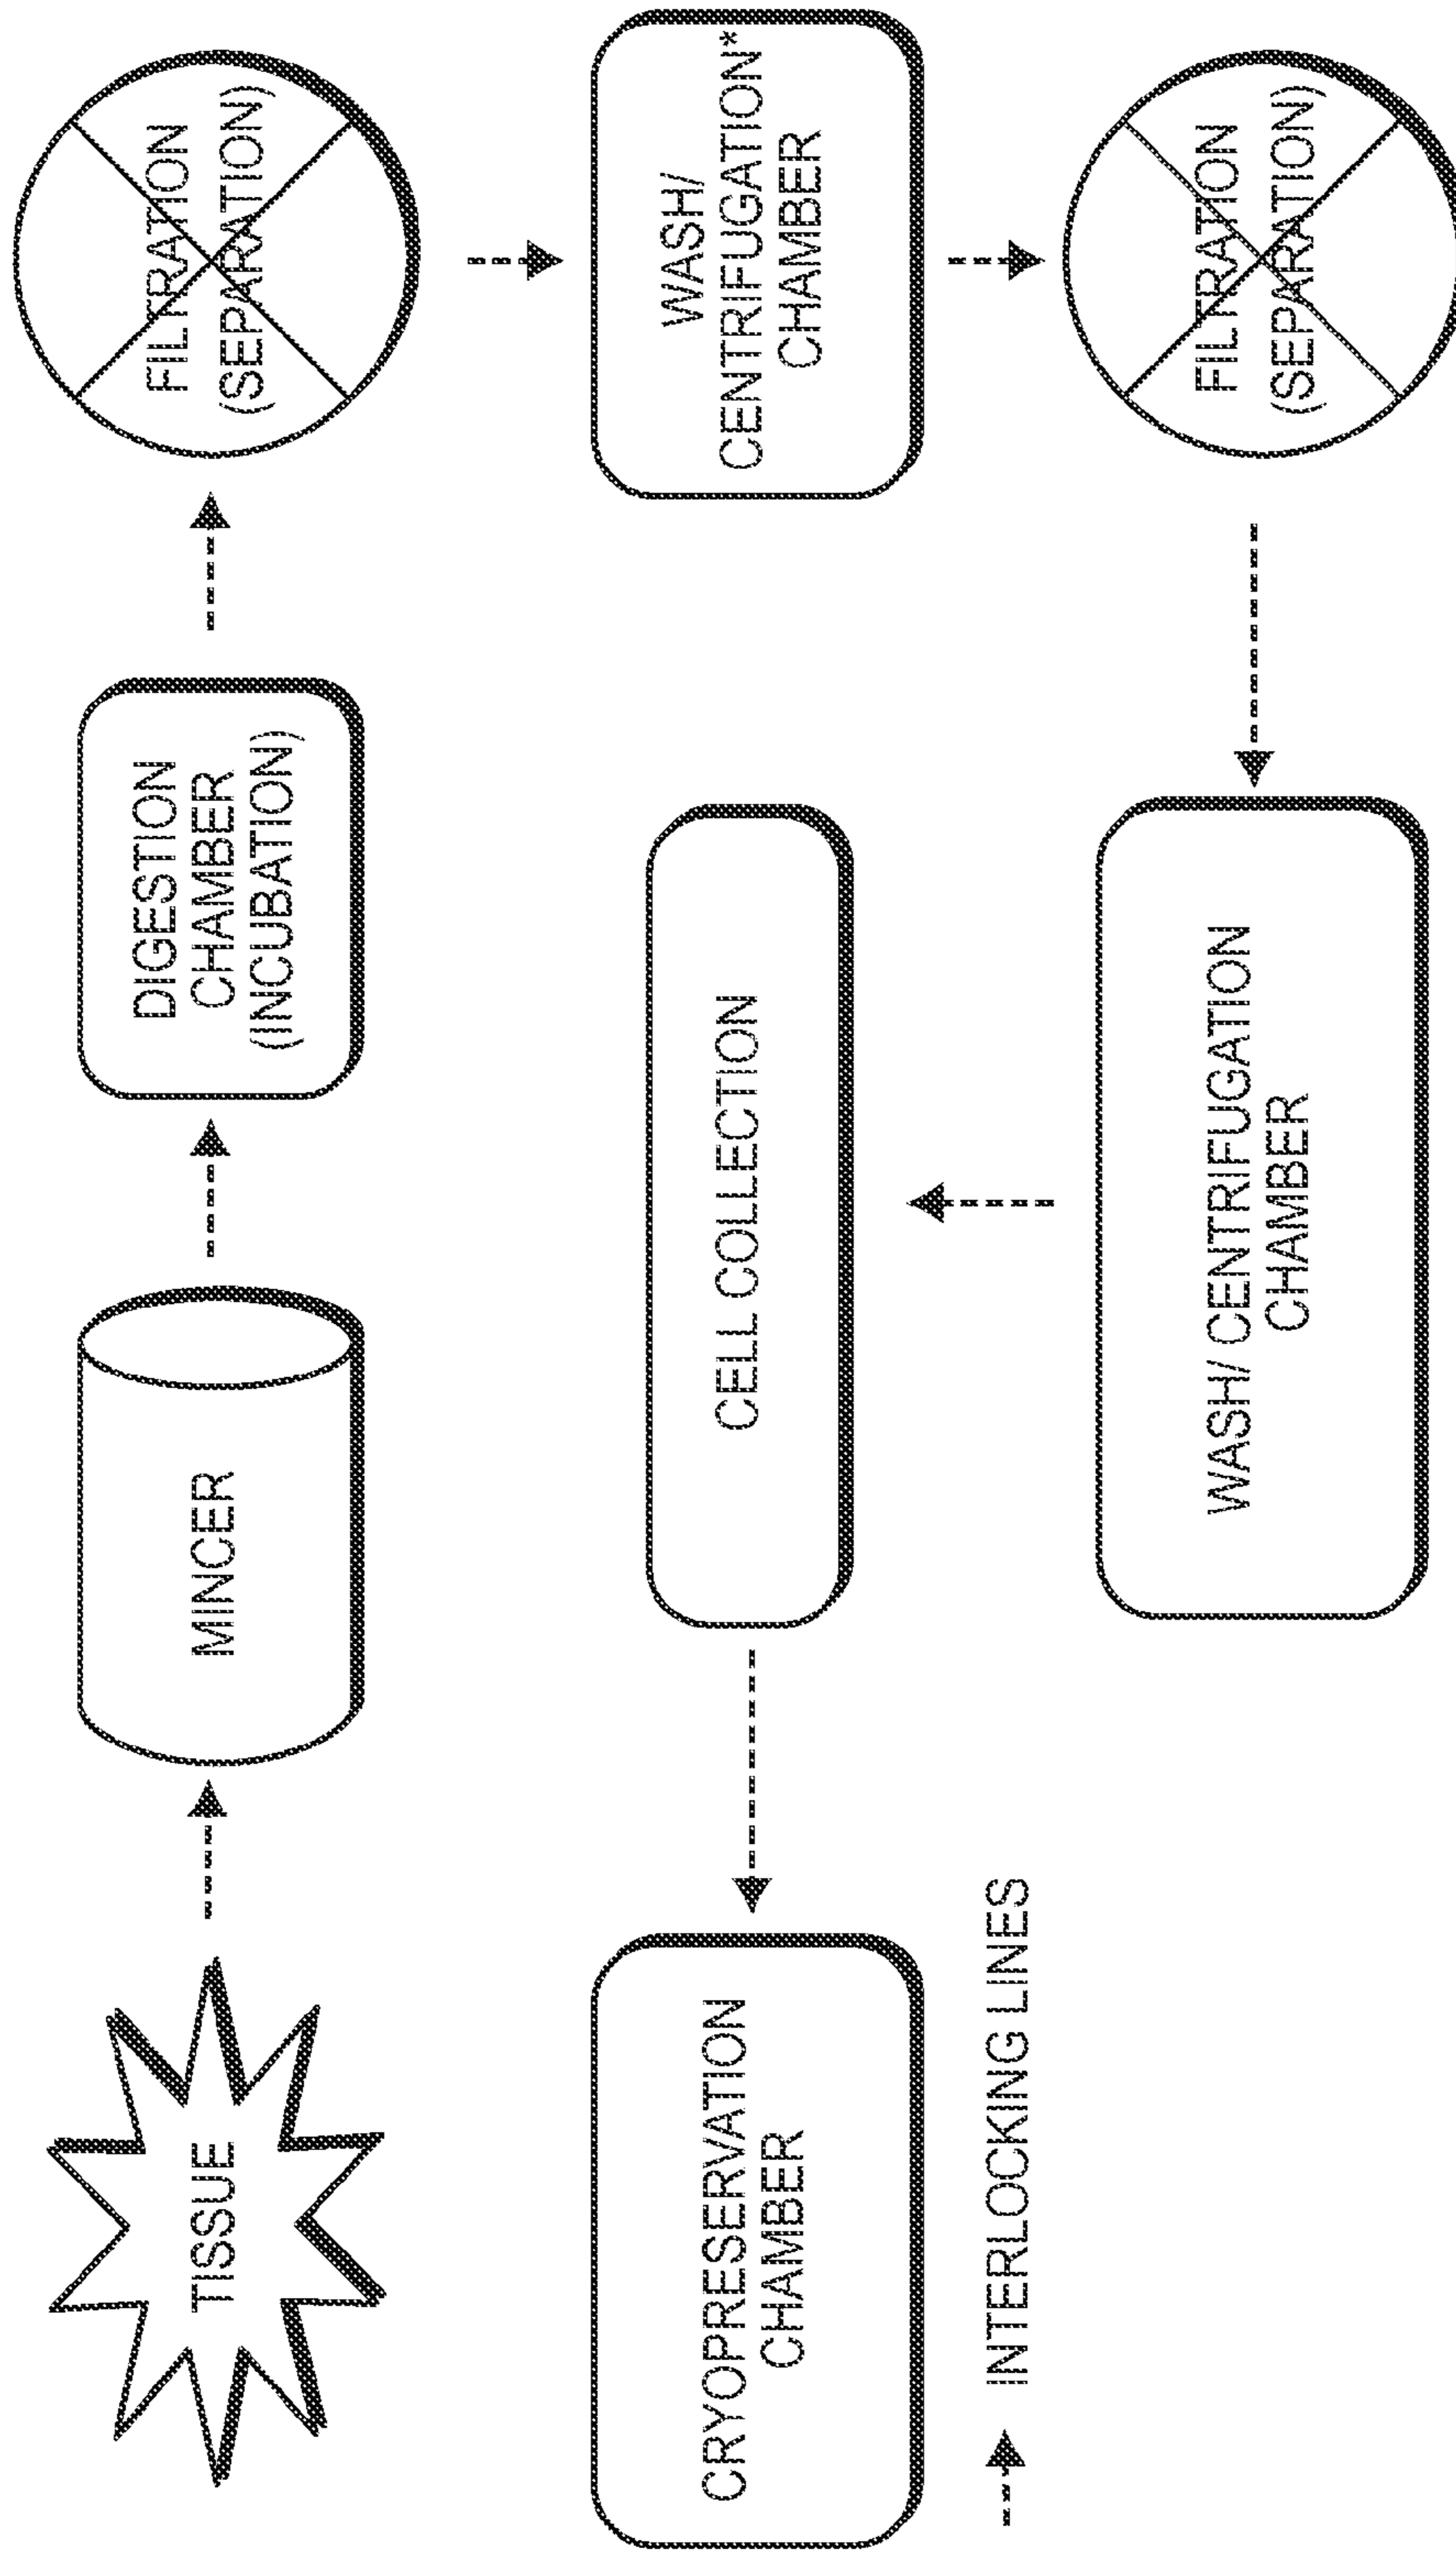 TISSUE
MINCER
DIGESTION
CHAMBER
(INCUBATION)
FILTRATION
(SEPARATION)
WASH/
CENTRIFUGATION*
CHAMBER
FILTRATION
(SEPARATION)
WASH/ CENTRIFUGATION
CHAMBER
CELL COLLECTION
CRYOPRESERVATION
CHAMBER
INTERLOCKING LINES